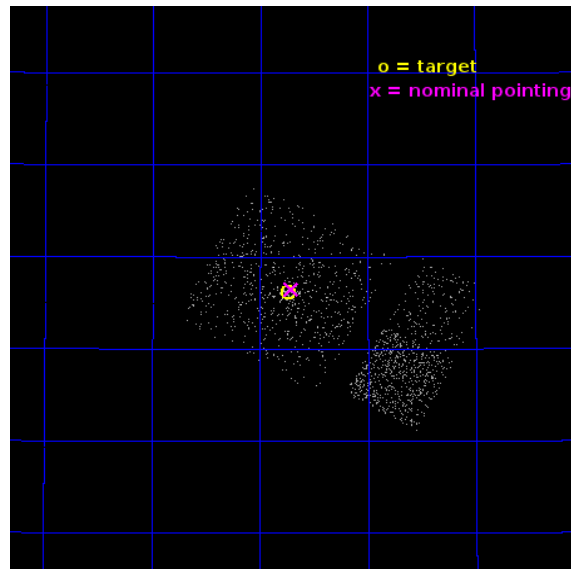 o = target
x = nominal pointing